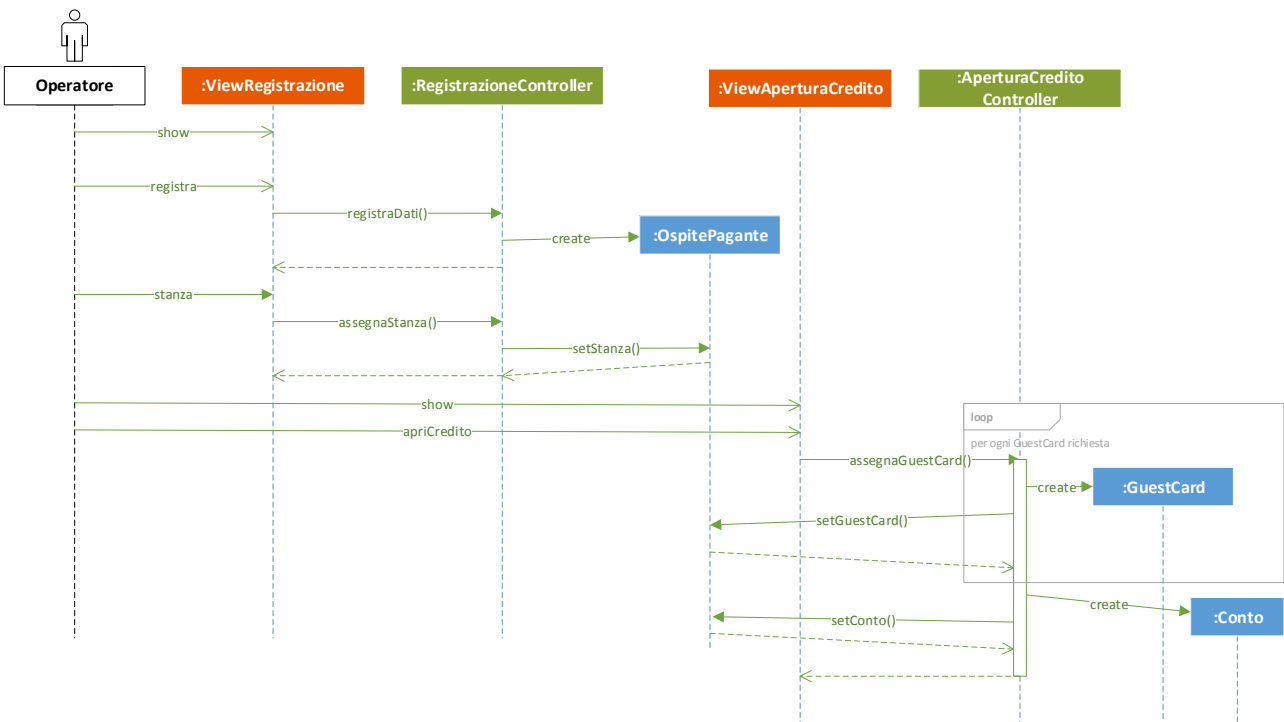 Operatore
:ViewRegistrazione
:RegistrazioneController
:ViewAperturaCredito
:AperturaCredito
Controller
show
registra
registraDati()
create
:OspitePagante
stanza
assegnaStanza()
setStanza()
show
loop
apriCredito
per ogni GuestCard richiesta
assegnaGuestCard()
create
:GuestCard
setGuestCard()
create
:Conto
setConto()